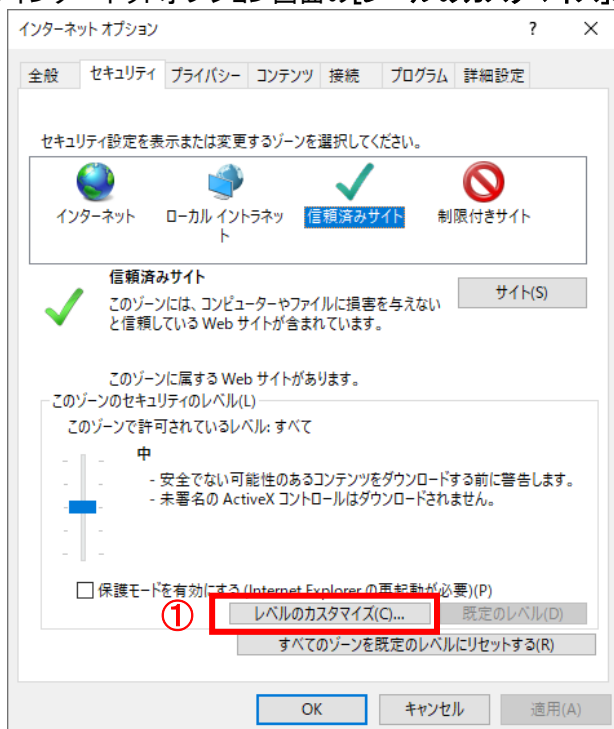 インターネット オプション ? ×
全般 セキュリティ プライバシー コンテンツ 接続 プログラム 詳細設定
セキュリティ設定を表示または変更するゾーンを選択してください。
インターネット ローカル イントラネッ 信頼済みサイト 制限付きサイト
ト
信頼済みサイト
このゾーンには、コンピューターやファイルに損害を与えない サイト(S)
と信頼している Web サイトが含まれています。
このゾーンに属する Web サイトがあります。
このゾーンのセキュリティのレベル(L)
このゾーンで許可されているレベル: すべて
中
- 安全でない可能性のあるコンテンツをダウンロードする前に警告します。
- 未署名の ActiveX コントロールはダウンロードされません。
保護モードを有効にする (Internet Explorer の再起動が必要)(P)
① レベルのカスタマイズ(C)... 既定のレベル(D)
すべてのゾーンを既定のレベルにリセットする(R)
OK キャンセル 適用(A)